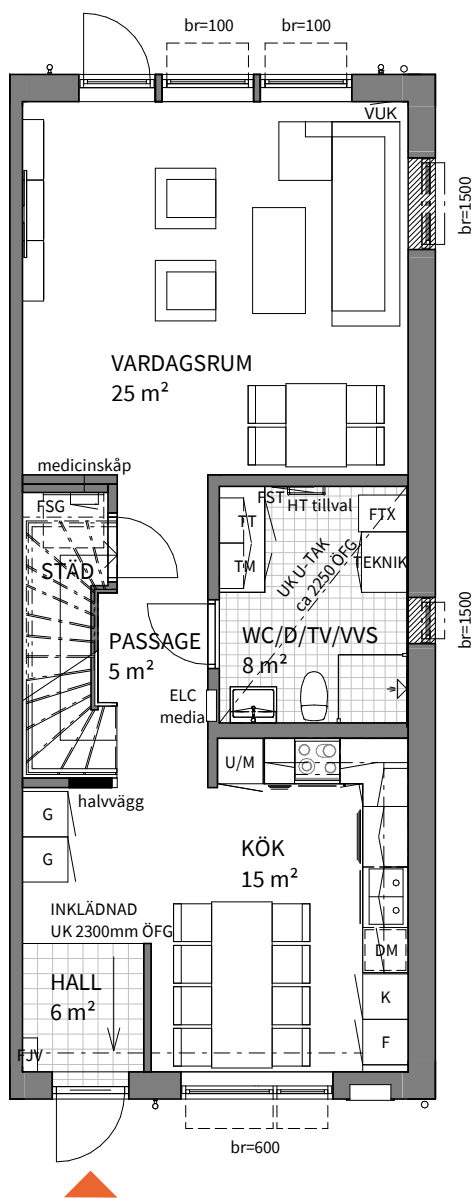 br=100
br=100
VUK
br=1500
VARDAGSRUM
25 m²
medicinskåp
FSG
FST
HT tillval
FTX
TT
TM
TEKNIK
UK U-TAK
ca 2250 ÖFG
STÄD
PASSAGE
5 m²
WC/D/TV/VVS
8 m²
br=1500
ELC
media
U/M
halvvägg
G
G
KÖK
15 m²
INKLÄDNAD
UK 2300mm ÖFG
DM
HALL
6 m²
K
F
FJV
br=600